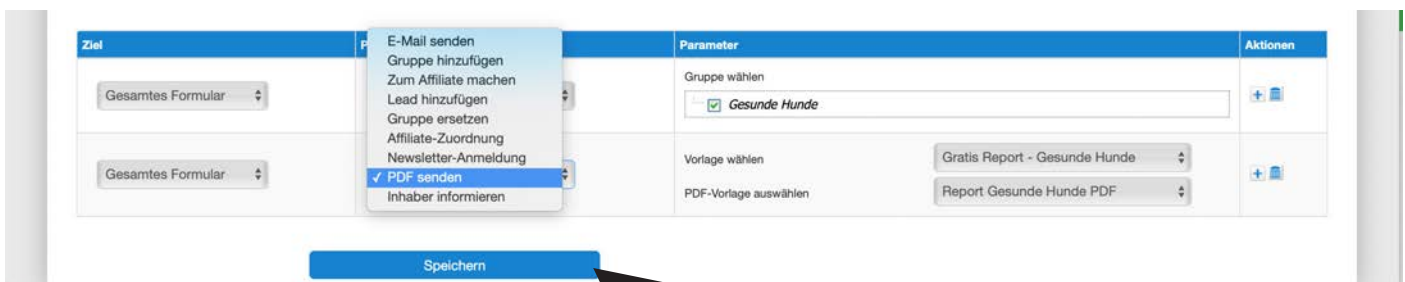 Ziel
P
Parameter
Aktionen
E-Mail senden
Gruppe hinzufügen
Zum Affiliate machen
Lead hinzufügen
Gruppe ersetzen
Affiliate-Zuordnung
Newsletter-Anmeldung
✓ PDF senden
Inhaber informieren
Gesamtes Formular
Gruppe wählen
Gesunde Hunde
Gesamtes Formular
Vorlage wählen
Gratis Report - Gesunde Hunde
PDF-Vorlage auswählen
Report Gesunde Hunde PDF
Speichern